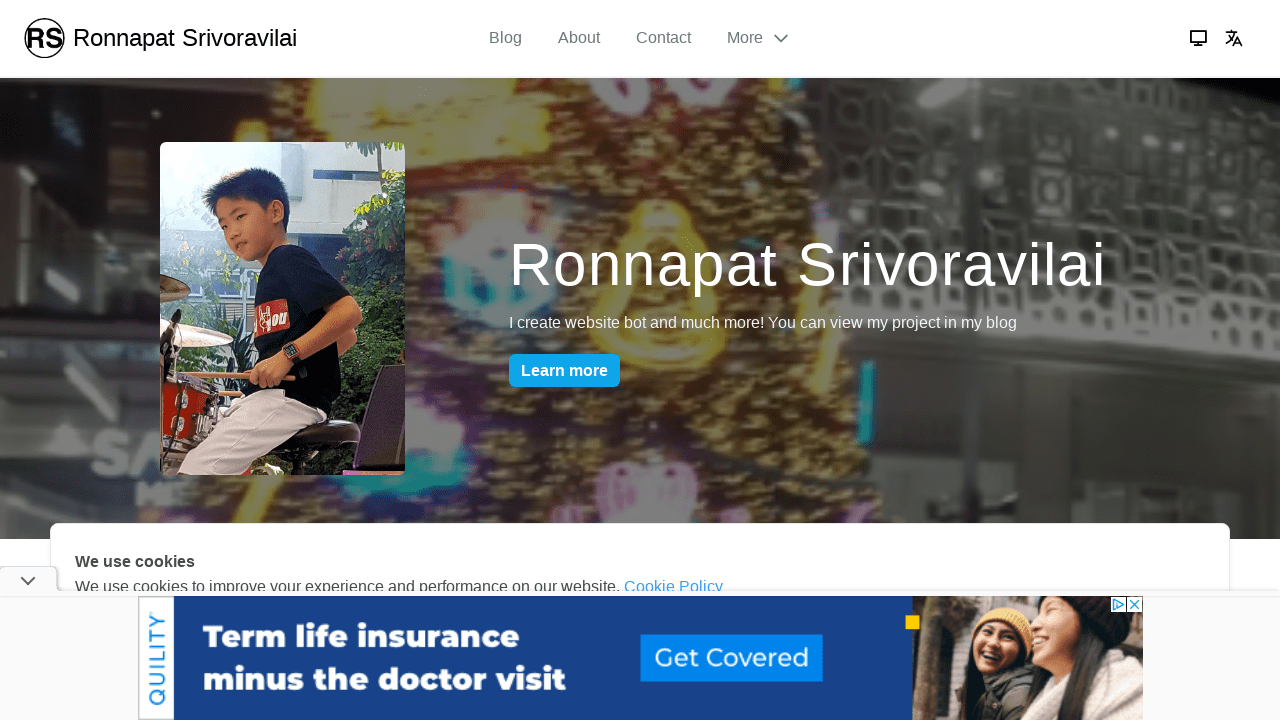 RS Ronnapat Srivoravilai
Blog
About
Contact
More
Ronnapat Srivoravilai
I create website bot and much more! You can view my project in my blog
Learn more
We use cookies
We use cookies to improve your experience and performance on our website. Cookie Policy
QUILITY
Term life insurance
minus the doctor visit
Get Covered